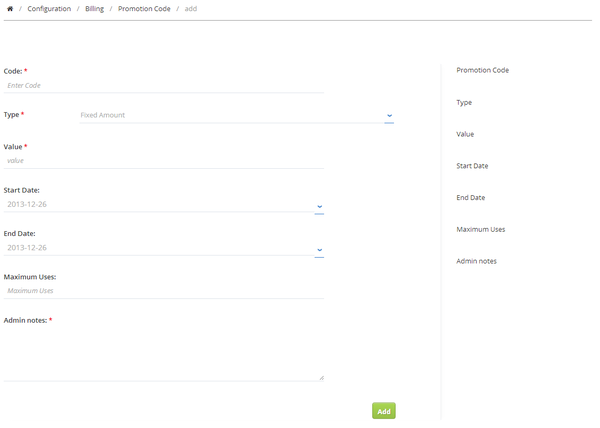 / Configuration / Billing / Promotion Code / add
Code: *
Enter Code
Type * Fixed Amount
Value *
value
Start Date:
2013-12-26
End Date:
2013-12-26
Maximum Uses:
Maximum Uses
Admin notes: *
Add
Promotion Code
Type
Value
Start Date
End Date
Maximum Uses
Admin notes